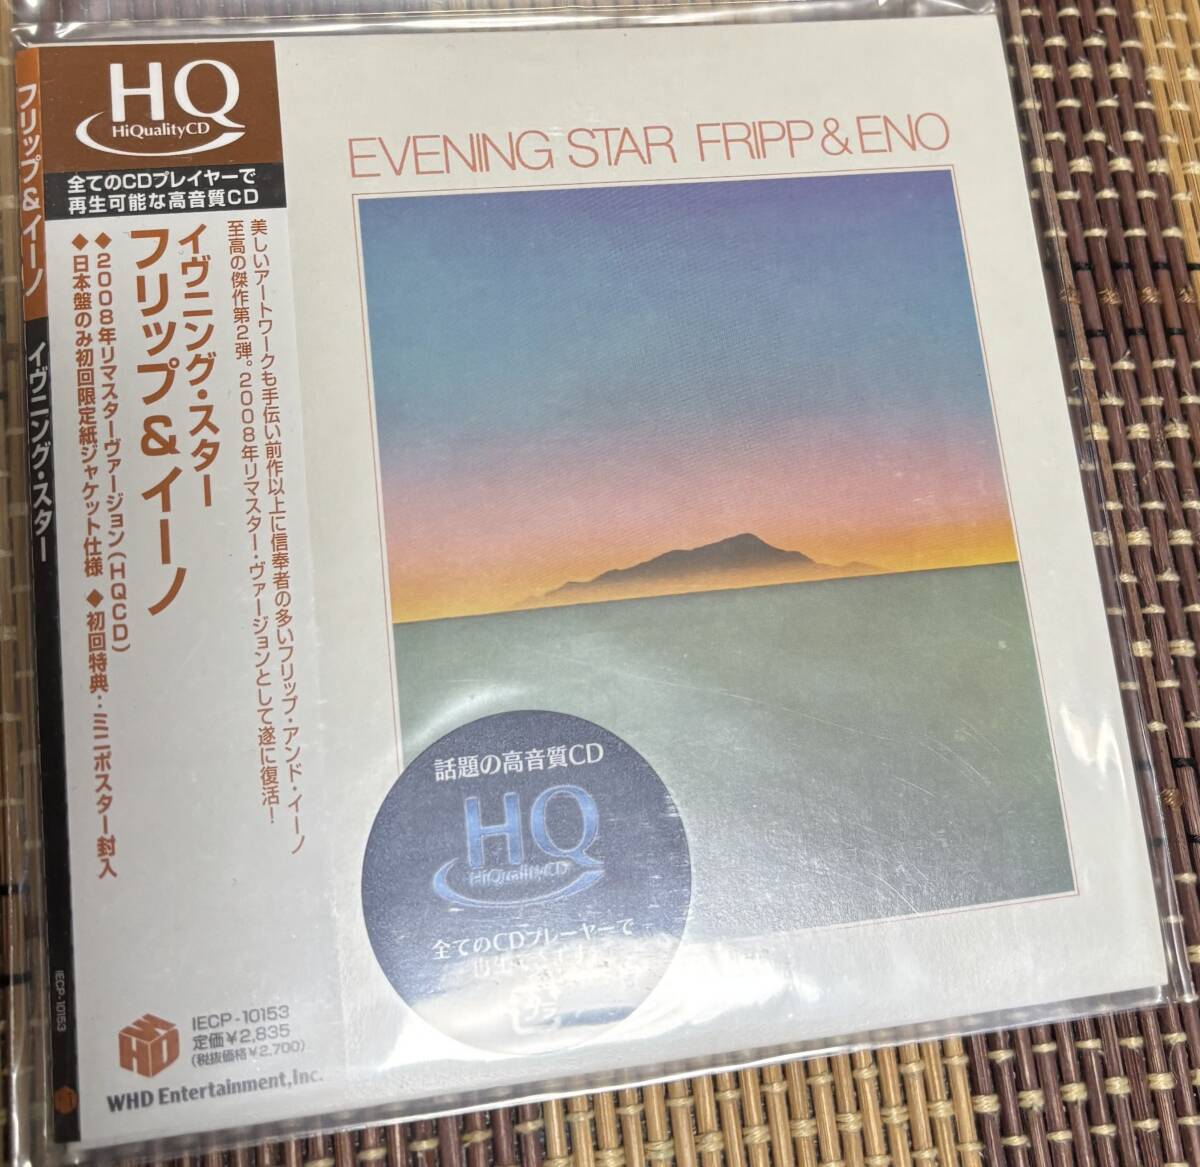 フリップ&イーノ
イヴニング・スター
IECP-10153
HQ
HiQualityCD
全てのCDプレイヤーで
再生可能な高音質CD
美しいアートワークも手伝い前作以上に信奉者の多いフリップ・アンド・イーノ
至高の傑作第2弾。2008年リマスター・ヴァージョンとして遂に復活!
イヴニング・スター
フリップ&イーノ
◆2008年リマスターヴァージョン(HQCD)
◆日本盤のみ初回限定紙ジャケット仕様 ◆初回特典:ミニポスター封入
WHD
IECP-10153
定価¥2,835
(税抜価格¥2,700)
WHD Entertainment,Inc.
EVENING STAR FRIPP & ENO
話題の高音質CD
HQ
HiQualityCD
全てのCDプレーヤーで